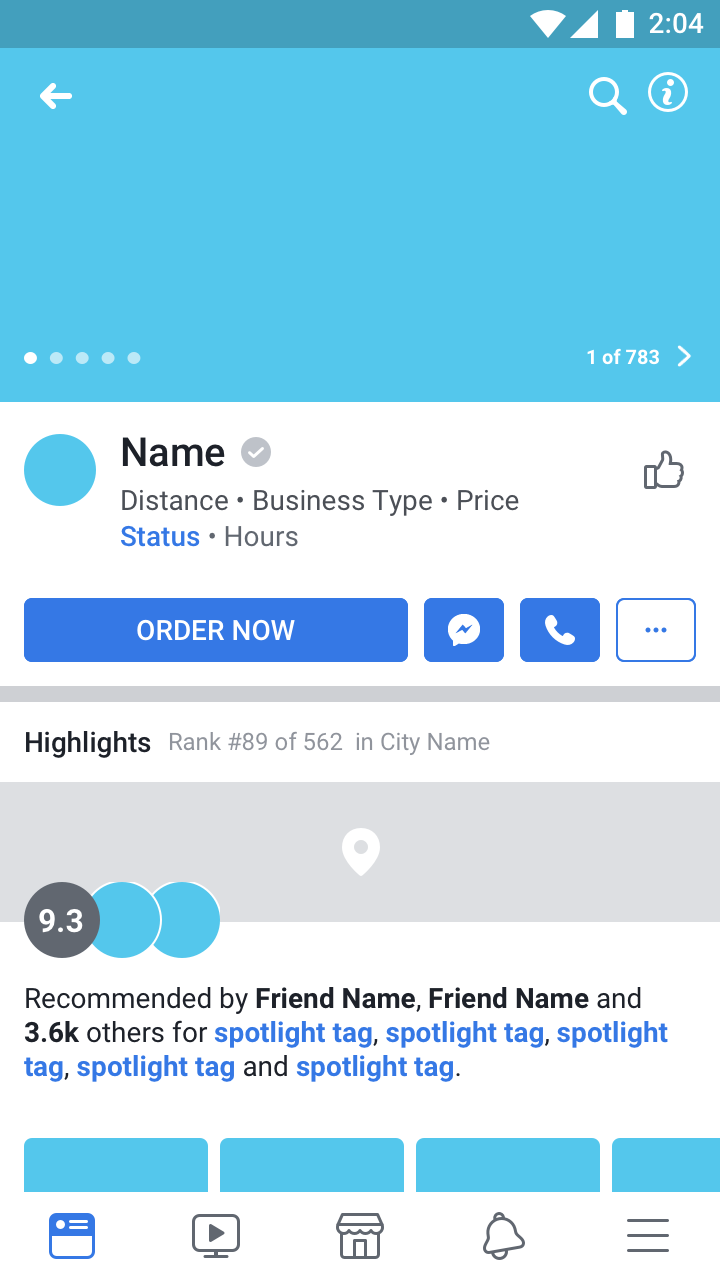 2:04
1 of 783
Name
Distance • Business Type • Price
Status • Hours
ORDER NOW
Highlights Rank #89 of 562 in City Name
9.3
Recommended by Friend Name, Friend Name and
3.6k others for spotlight tag, spotlight tag, spotlight
tag, spotlight tag and spotlight tag.